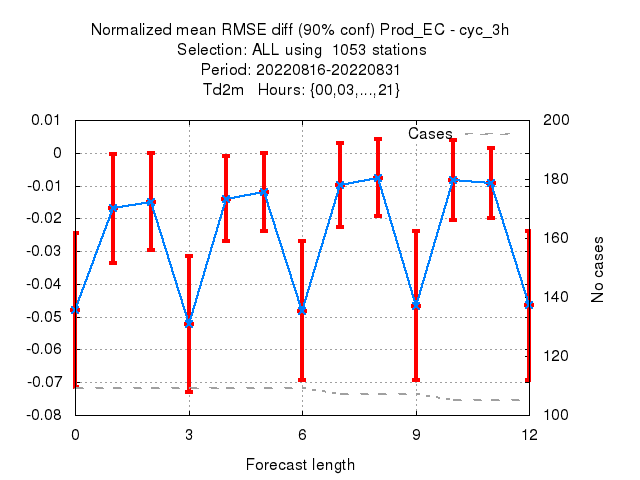 Normalized mean RMSE diff (90% conf) Prod_EC - cyc_3h
Selection: ALL using  1053 stations
Period: 20220816-20220831
Td2m   Hours: {00,03,...,21}
0.01
0
-0.01
-0.02
-0.03
-0.04
-0.05
-0.06
-0.07
-0.08
Cases
200
180
160
140
120
100
No cases
0 3 6 9 12
Forecast length